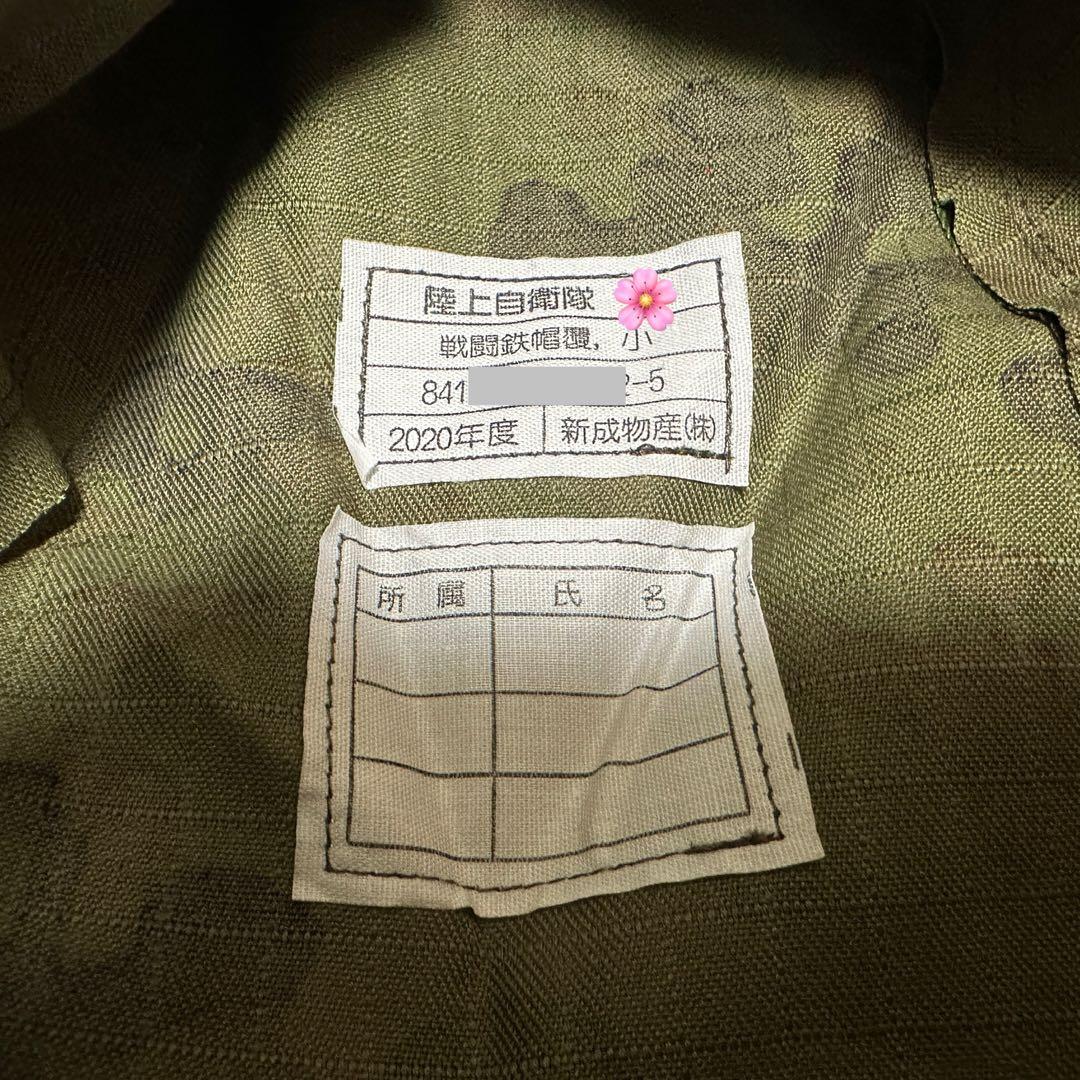 陸上自衛隊
戦闘鉄帽覆，小
841 2-5
2020年度 新成物産(株)
所属 氏名